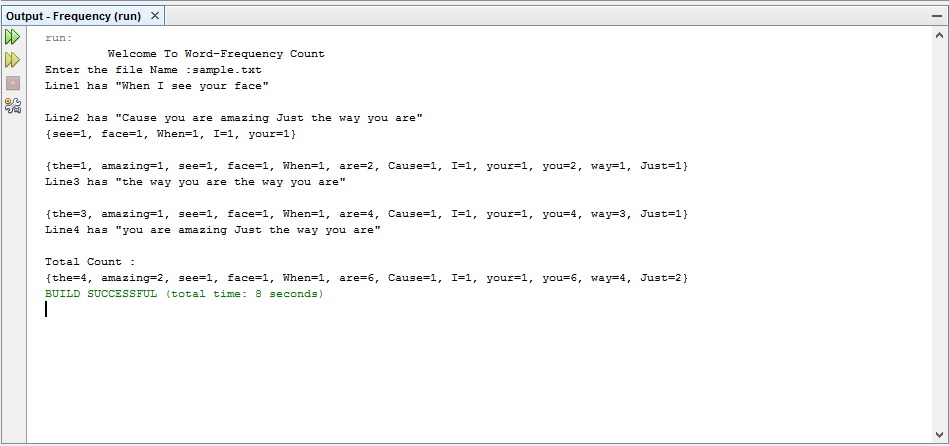 Output - Frequency (run)
run:
Welcome To Word-Frequency Count
Enter the file Name :sample.txt
Line1 has "When I see your face"
Line2 has "Cause you are amazing Just the way you are"
{see=1, face=1, When=1, I=1, your=1}
{the=1, amazing=1, see=1, face=1, When=1, are=2, Cause=1, I=1, your=1, you=2, way=1, Just=1}
Line3 has "the way you are the way you are"
{the=3, amazing=1, see=1, face=1, When=1, are=4, Cause=1, I=1, your=1, you=4, way=3, Just=1}
Line4 has "you are amazing Just the way you are"
Total Count :
{the=4, amazing=2, see=1, face=1, When=1, are=6, Cause=1, I=1, your=1, you=6, way=4, Just=2}
BUILD SUCCESSFUL (total time: 8 seconds)